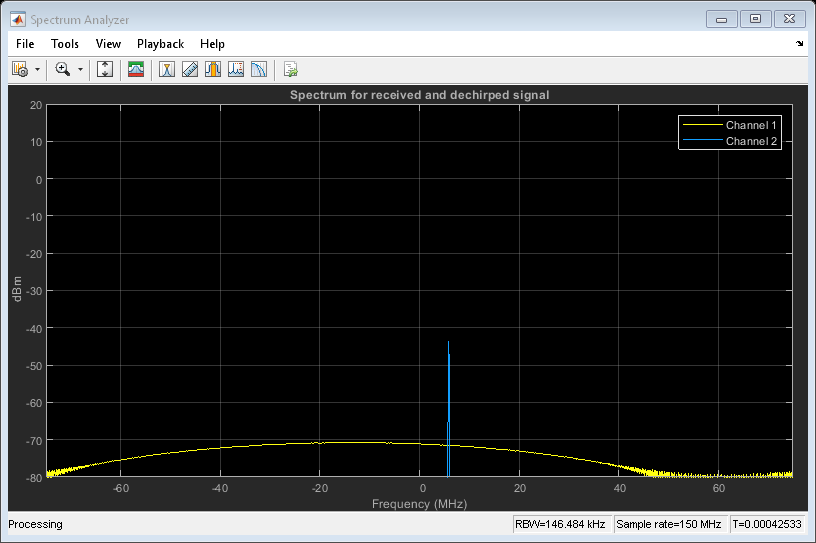 Spectrum Analyzer
File Tools View Playback Help
Spectrum for received and dechirped signal
Channel 1
Channel 2
20
10
0
-10
-20
-30
-40
-50
-60
-70
-80
dBm
-60 -40 -20 0 20 40 60
Frequency (MHz)
Processing RBW=146.484 kHz Sample rate=150 MHz T=0.00042533